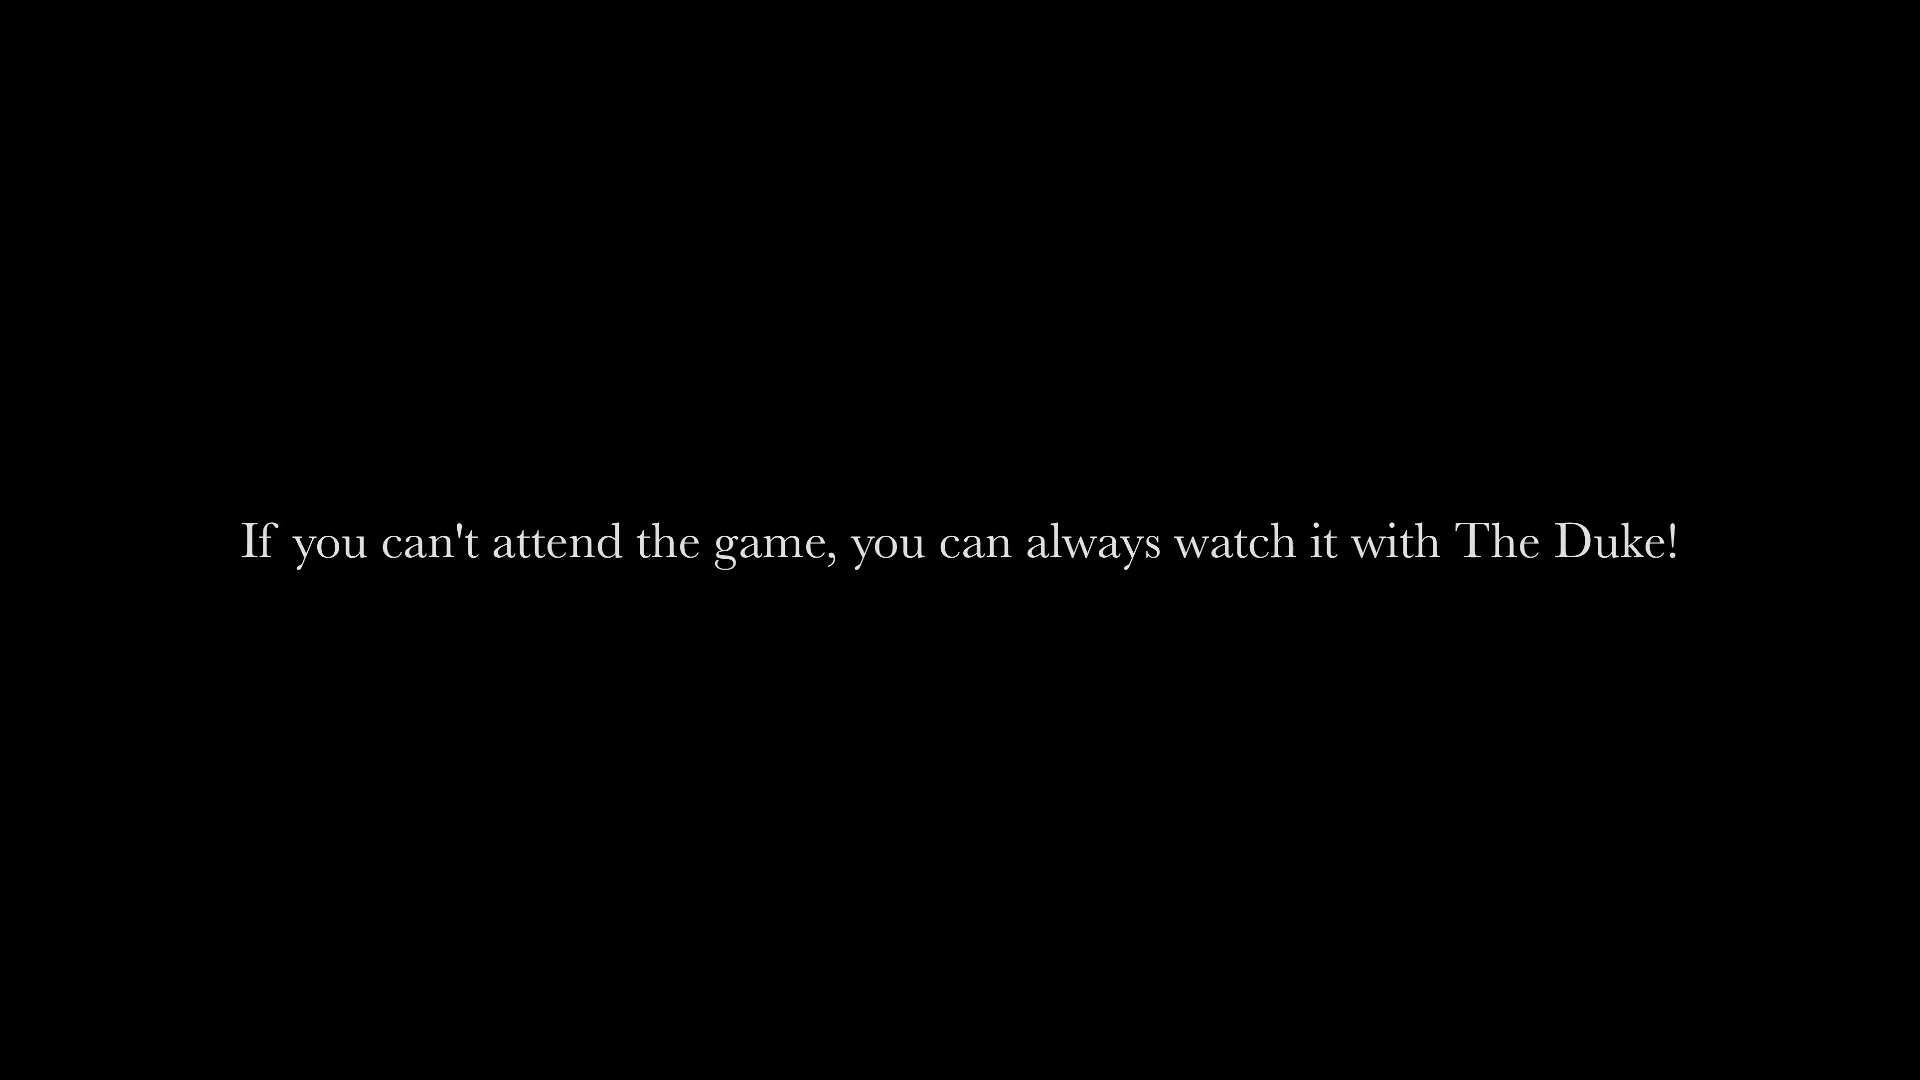 If you can't attend the game, you can always watch it with The Duke!